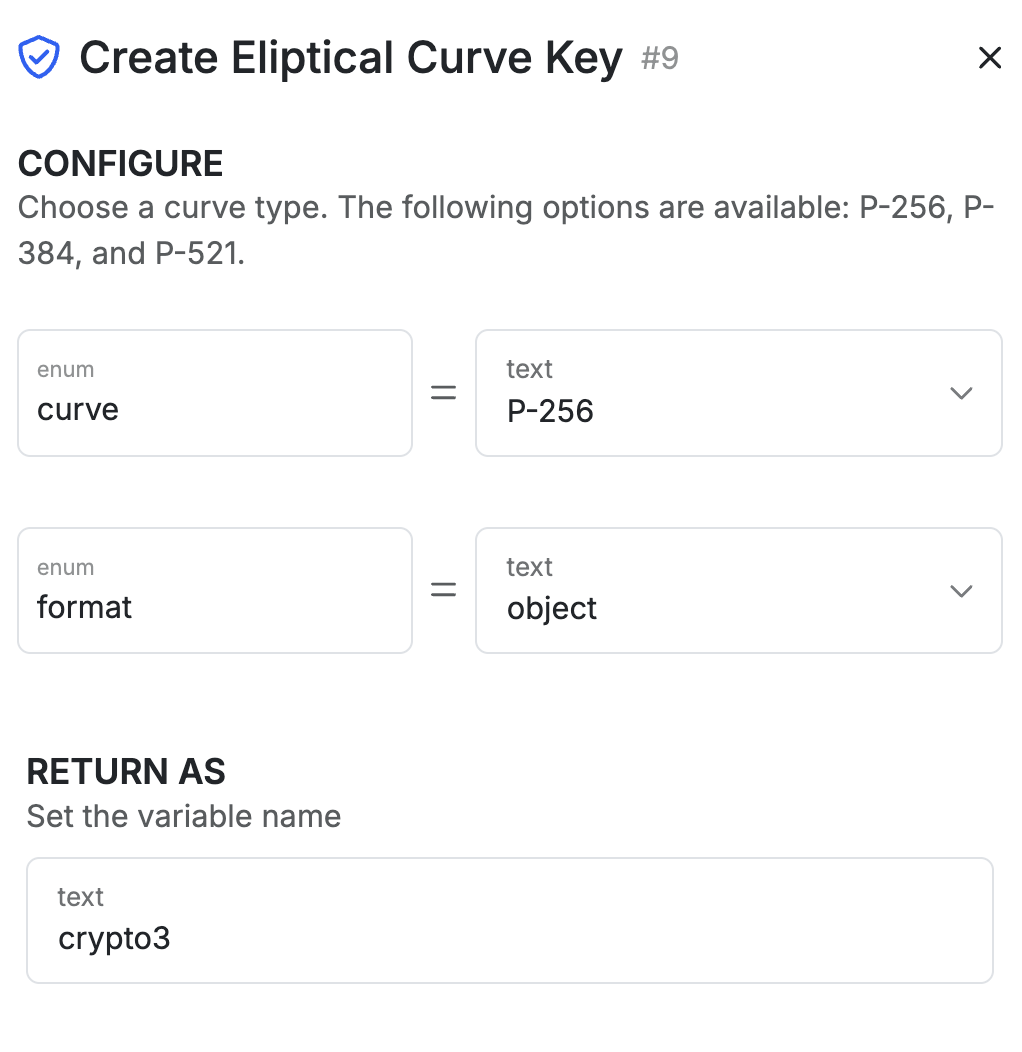 Create Eliptical Curve Key #9
CONFIGURE
Choose a curve type. The following options are available: P-256, P-
384, and P-521.
enum
curve
=
text
P-256
enum
format
=
text
object
RETURN AS
Set the variable name
text
crypto3